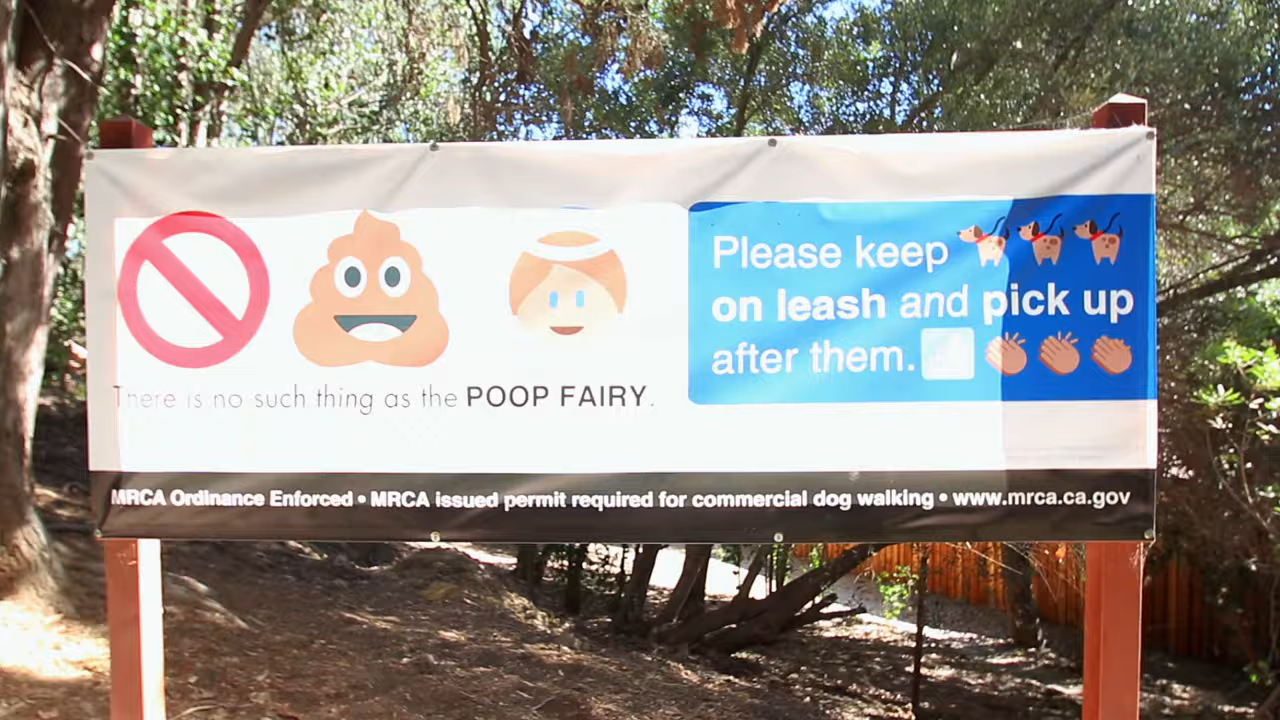 There is no such thing as the POOP FAIRY.
Please keep
on leash and pick up
after them.
MRCA Ordinance Enforced • MRCA issued permit required for commercial dog walking • www.mrca.ca.gov